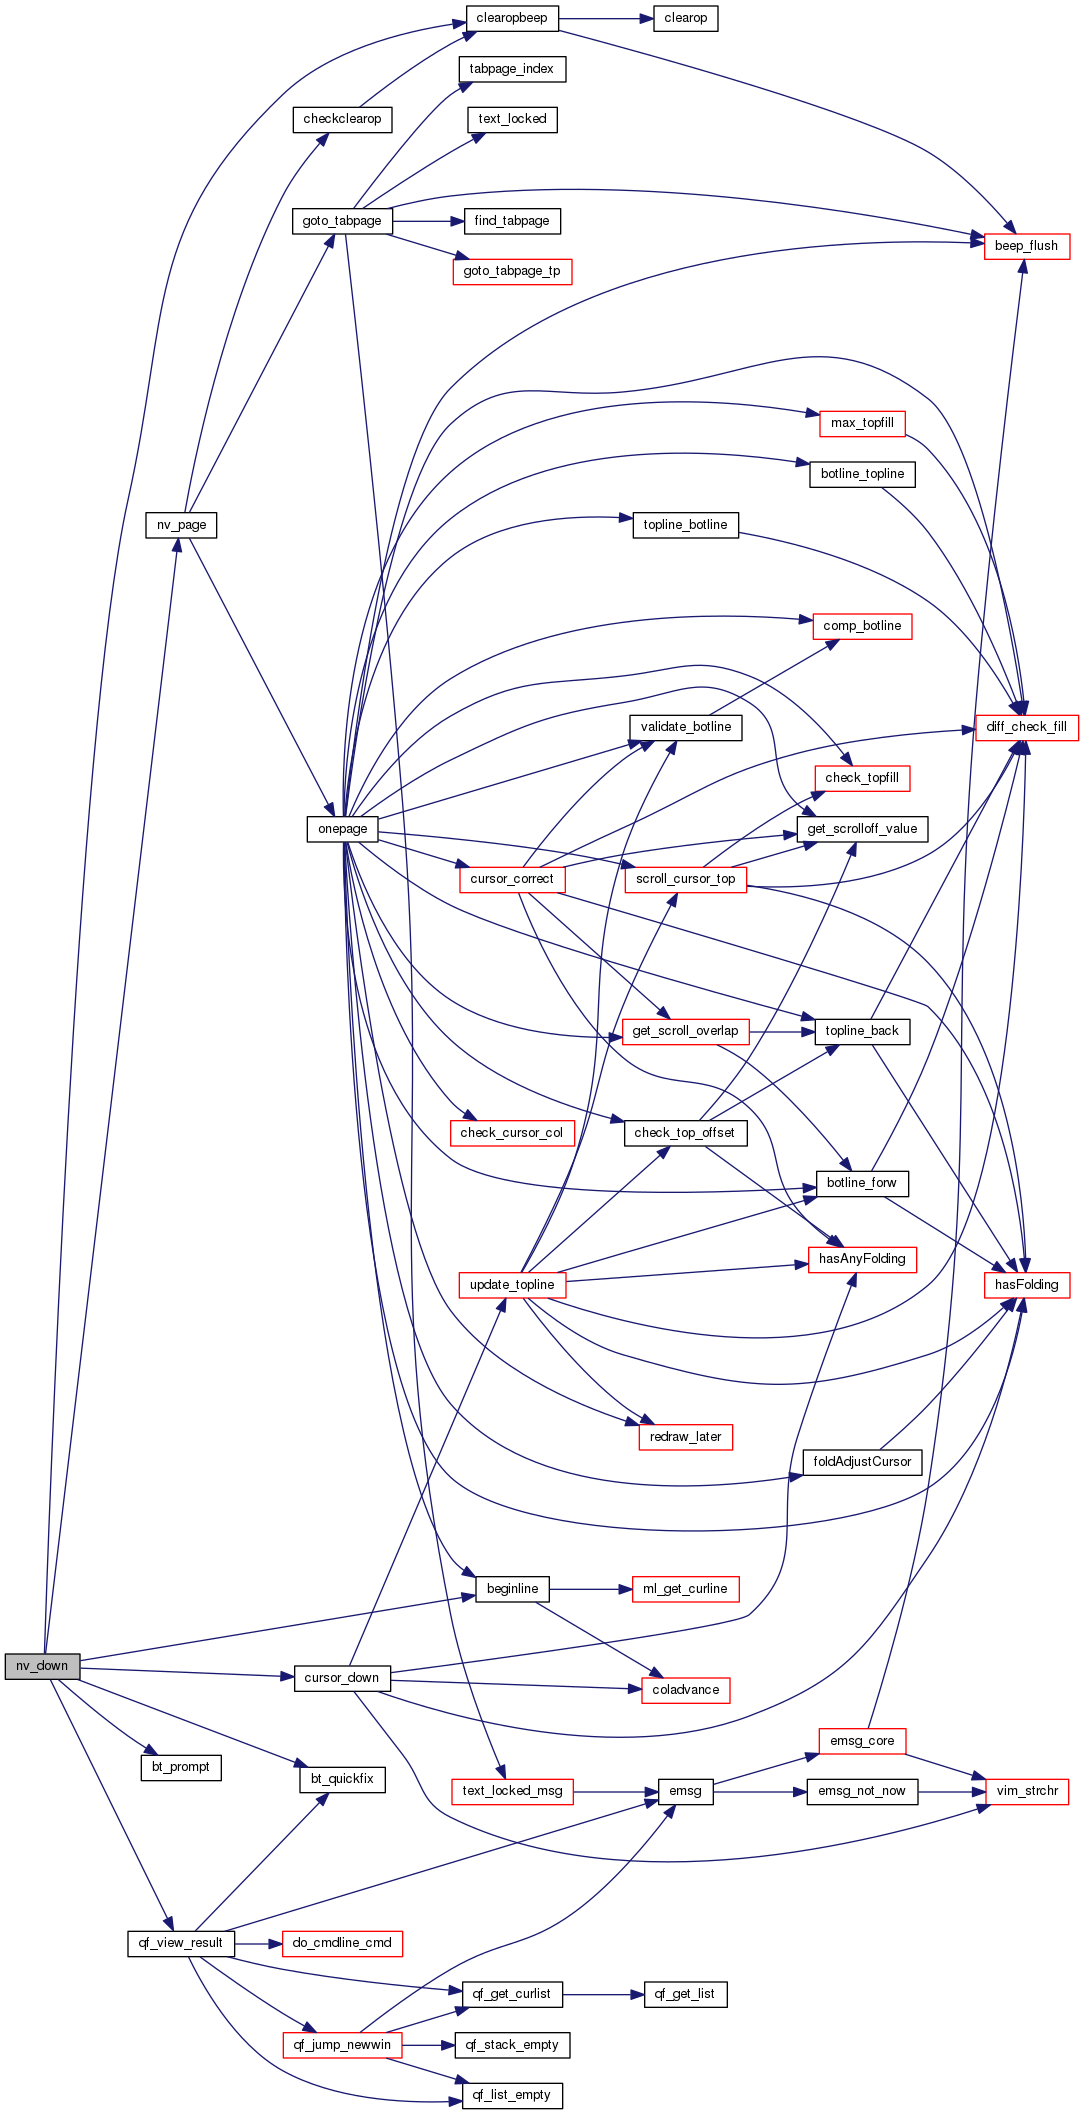 clearopbeep
clearop
tabpage_index
checkclearop
text_locked
goto_tabpage
find_tabpage
beep_flush
goto_tabpage_tp
max_topfill
botline_topline
nv_page
topline_botline
comp_botline
validate_botline
diff_check_fill
check_topfill
onepage
get_scrolloff_value
cursor_correct
scroll_cursor_top
get_scroll_overlap
topline_back
check_cursor_col
check_top_offset
botline_forw
hasAnyFolding
update_topline
hasFolding
redraw_later
foldAdjustCursor
beginline
ml_get_curline
nv_down
cursor_down
coladvance
emsg_core
bt_prompt
bt_quickfix
text_locked_msg
emsg
emsg_not_now
vim_strchr
qf_view_result
do_cmdline_cmd
qf_get_curlist
qf_get_list
qf_jump_newwin
qf_stack_empty
qf_list_empty